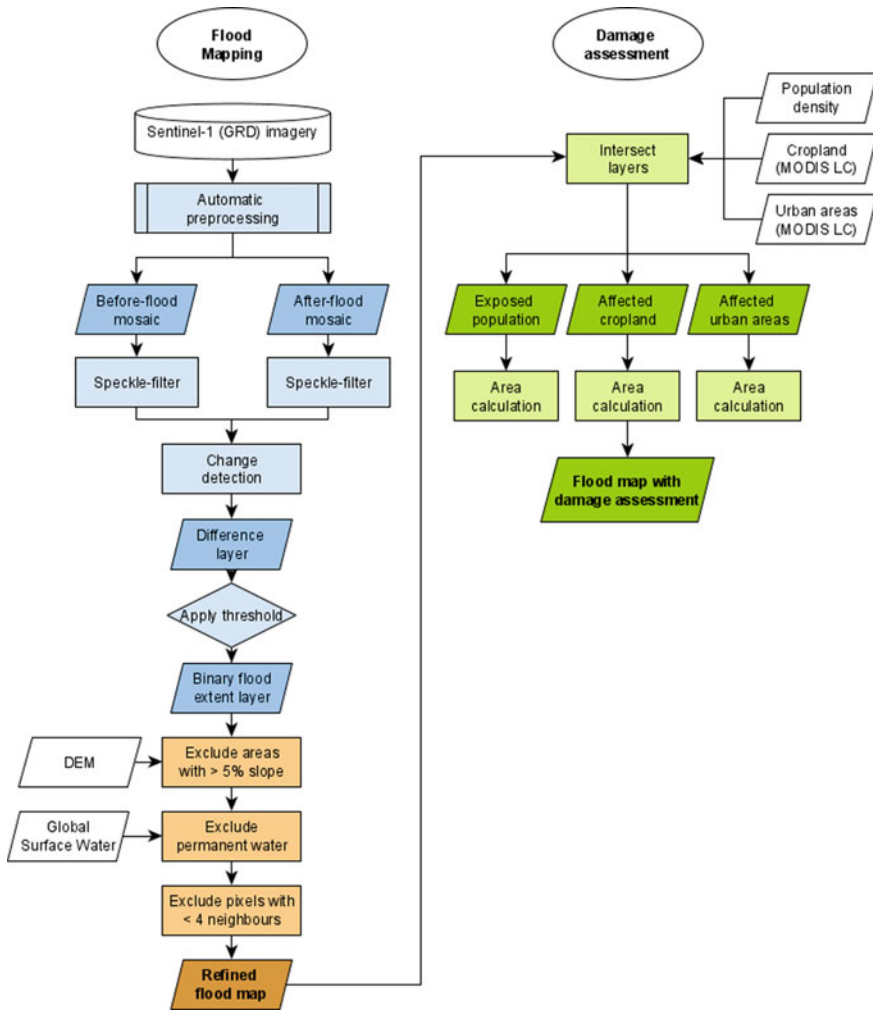 Flood
Mapping
Sentinel-1 (GRD) imagery
Automatic
preprocessing
Before-flood
mosaic
After-flood
mosaic
Speckle-filter
Speckle-filter
Change
detection
Difference
layer
Apply threshold
Binary flood
extent layer
DEM
Exclude areas
with > 5% slope
Global
Surface Water
Exclude
permanent water
Exclude pixels with
< 4 neighbours
Refined
flood map
Damage
assessment
Population
density
Intersect
layers
Cropland
(MODIS LC)
Urban areas
(MODIS LC)
Exposed
population
Affected
cropland
Affected
urban areas
Area
calculation
Area
calculation
Area
calculation
Flood map with
damage assessment